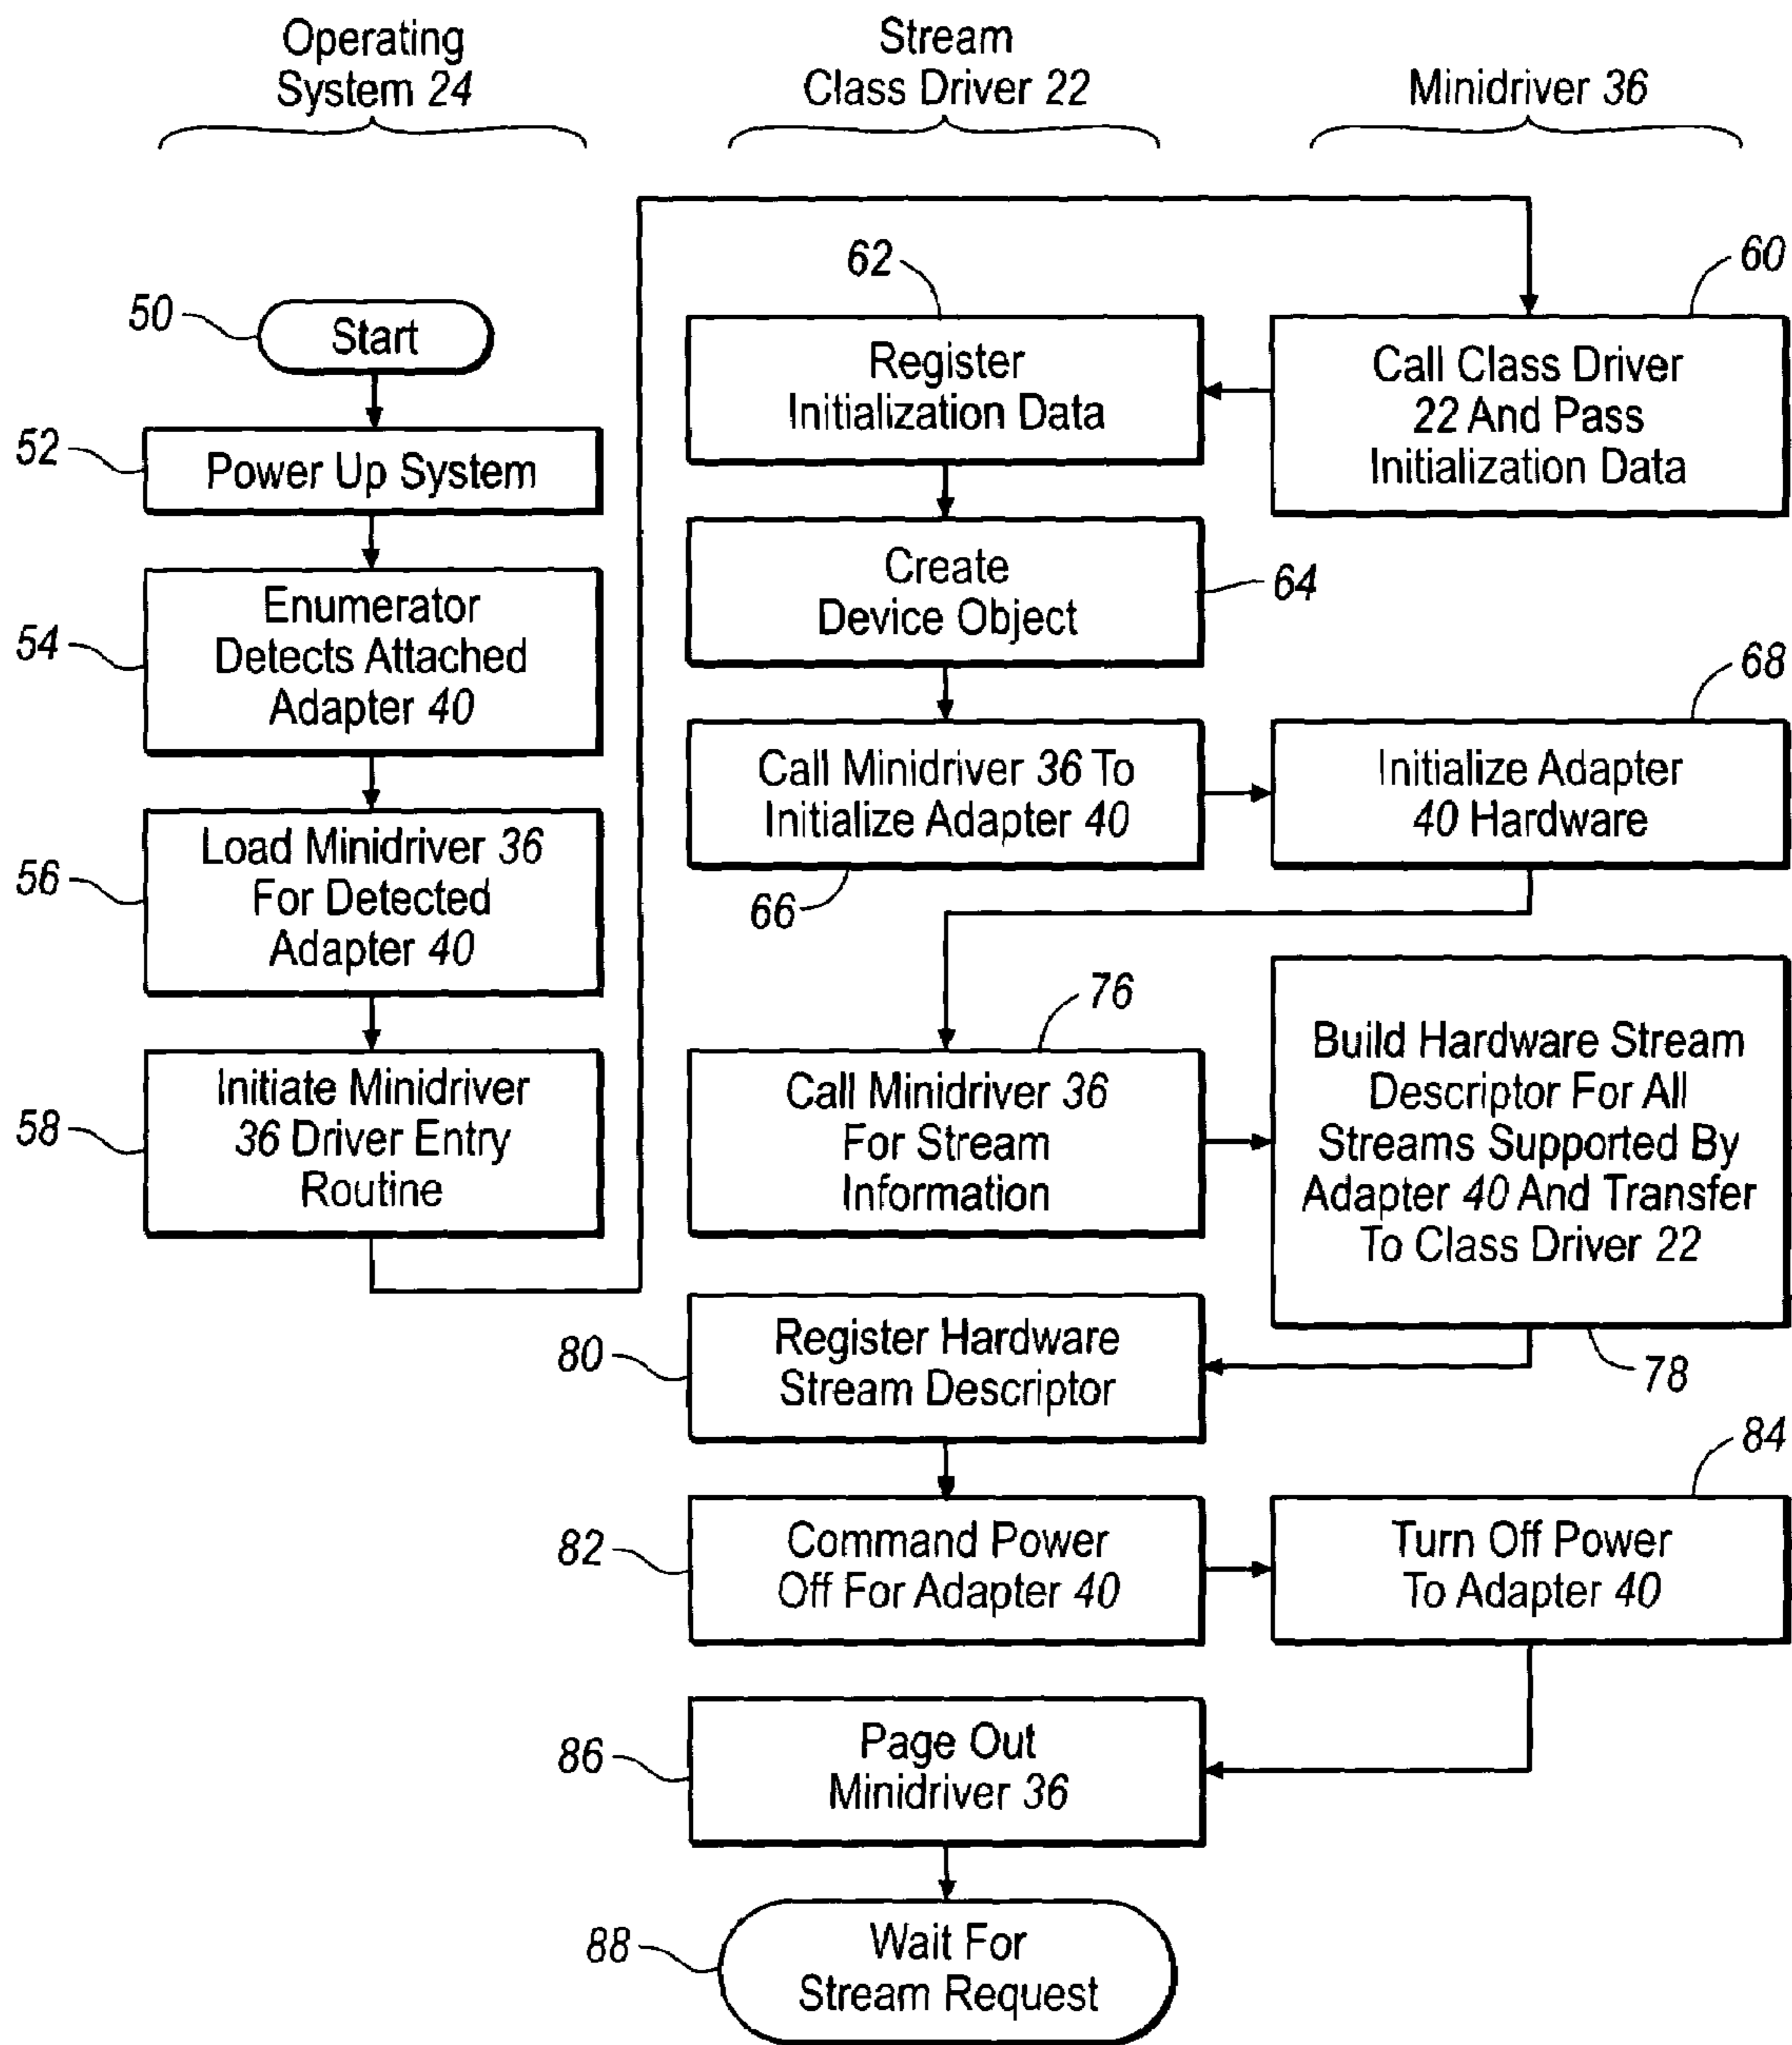 Operating
System 24
Stream
Class Driver 22
Minidriver 36
50
Start
52
Power Up System
54
Enumerator
Detects Attached
Adapter 40
56
Load Minidriver 36
For Detected
Adapter 40
58
Initiate Minidriver
36 Driver Entry
Routine
60
Call Class Driver
22 And Pass
Initialization Data
62
Register
Initialization Data
64
Create
Device Object
66
Call Minidriver 36 To
Initialize Adapter 40
68
Initialize Adapter
40 Hardware
76
Call Minidriver 36
For Stream
Information
Build Hardware Stream
Descriptor For All
Streams Supported By
Adapter 40 And Transfer
To Class Driver 22
78
80
Register Hardware
Stream Descriptor
82
Command Power
Off For Adapter 40
84
Turn Off Power
To Adapter 40
86
Page Out
Minidriver 36
88
Wait For
Stream Request